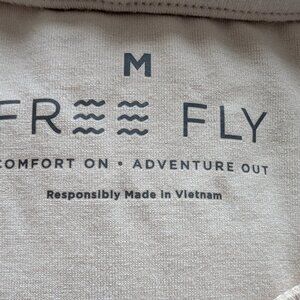 M
FREE FLY
COMFORT ON • ADVENTURE OUT
Responsibly Made in Vietnam